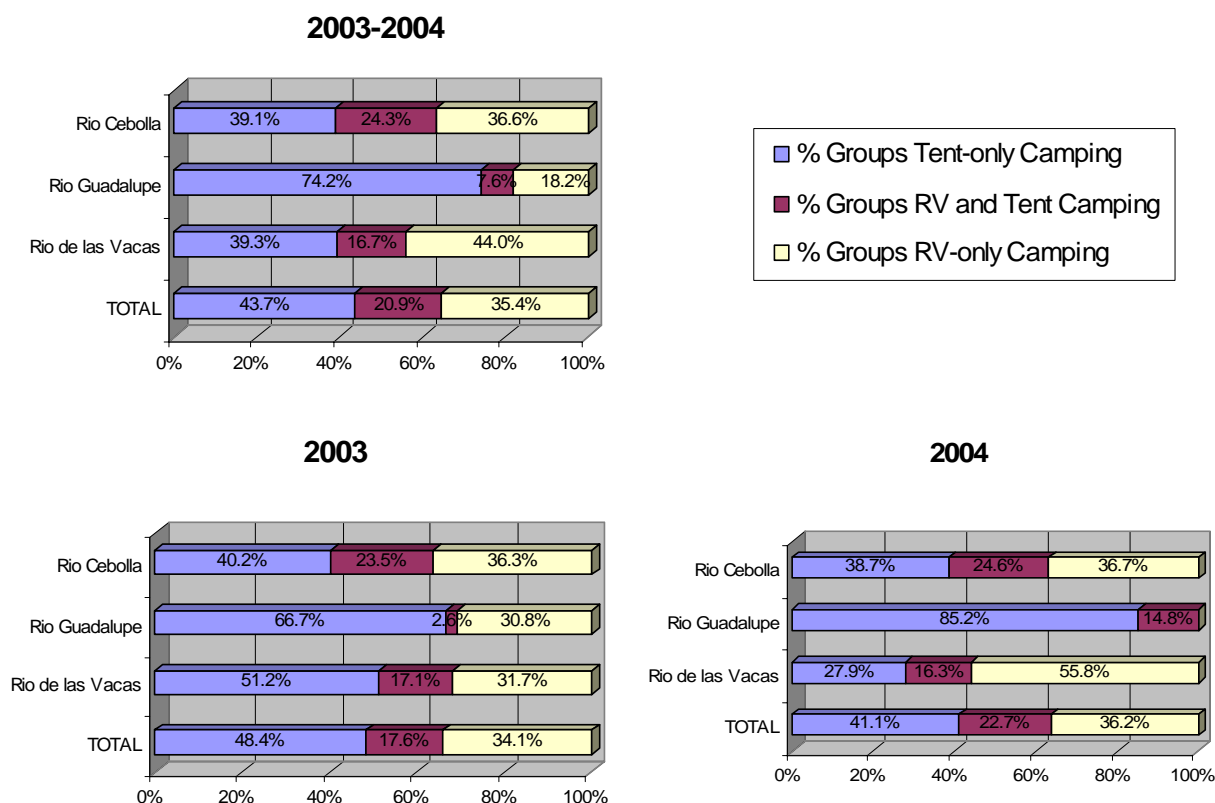 2003-2004
Rio Cebolla 39.1% 24.3% 36.6%
Rio Guadalupe 74.2% 7.6% 18.2%
Rio de las Vacas 39.3% 16.7% 44.0%
TOTAL 43.7% 20.9% 35.4%
0% 20% 40% 60% 80% 100%
% Groups Tent-only Camping
% Groups RV and Tent Camping
% Groups RV-only Camping
2003
Rio Cebolla 40.2% 23.5% 36.3%
Rio Guadalupe 66.7% 2.6% 30.8%
Rio de las Vacas 51.2% 17.1% 31.7%
TOTAL 48.4% 17.6% 34.1%
0% 20% 40% 60% 80% 100%
2004
Rio Cebolla 38.7% 24.6% 36.7%
Rio Guadalupe 85.2% 14.8%
Rio de las Vacas 27.9% 16.3% 55.8%
TOTAL 41.1% 22.7% 36.2%
0% 20% 40% 60% 80% 100%